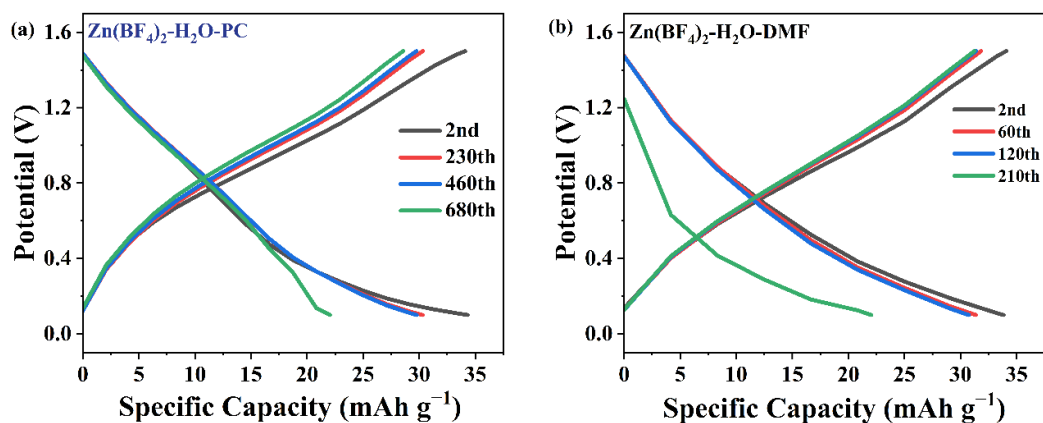 (a)
Zn(BF₄)₂-H₂O-PC
1.6
1.2
0.8
0.4
0.0
Potential (V)
2nd
230th
460th
680th
0 5 10 15 20 25 30 35
Specific Capacity (mAh g⁻¹)
(b)
Zn(BF₄)₂-H₂O-DMF
1.6
1.2
0.8
0.4
0.0
Potential (V)
2nd
60th
120th
210th
0 5 10 15 20 25 30 35
Specific Capacity (mAh g⁻¹)